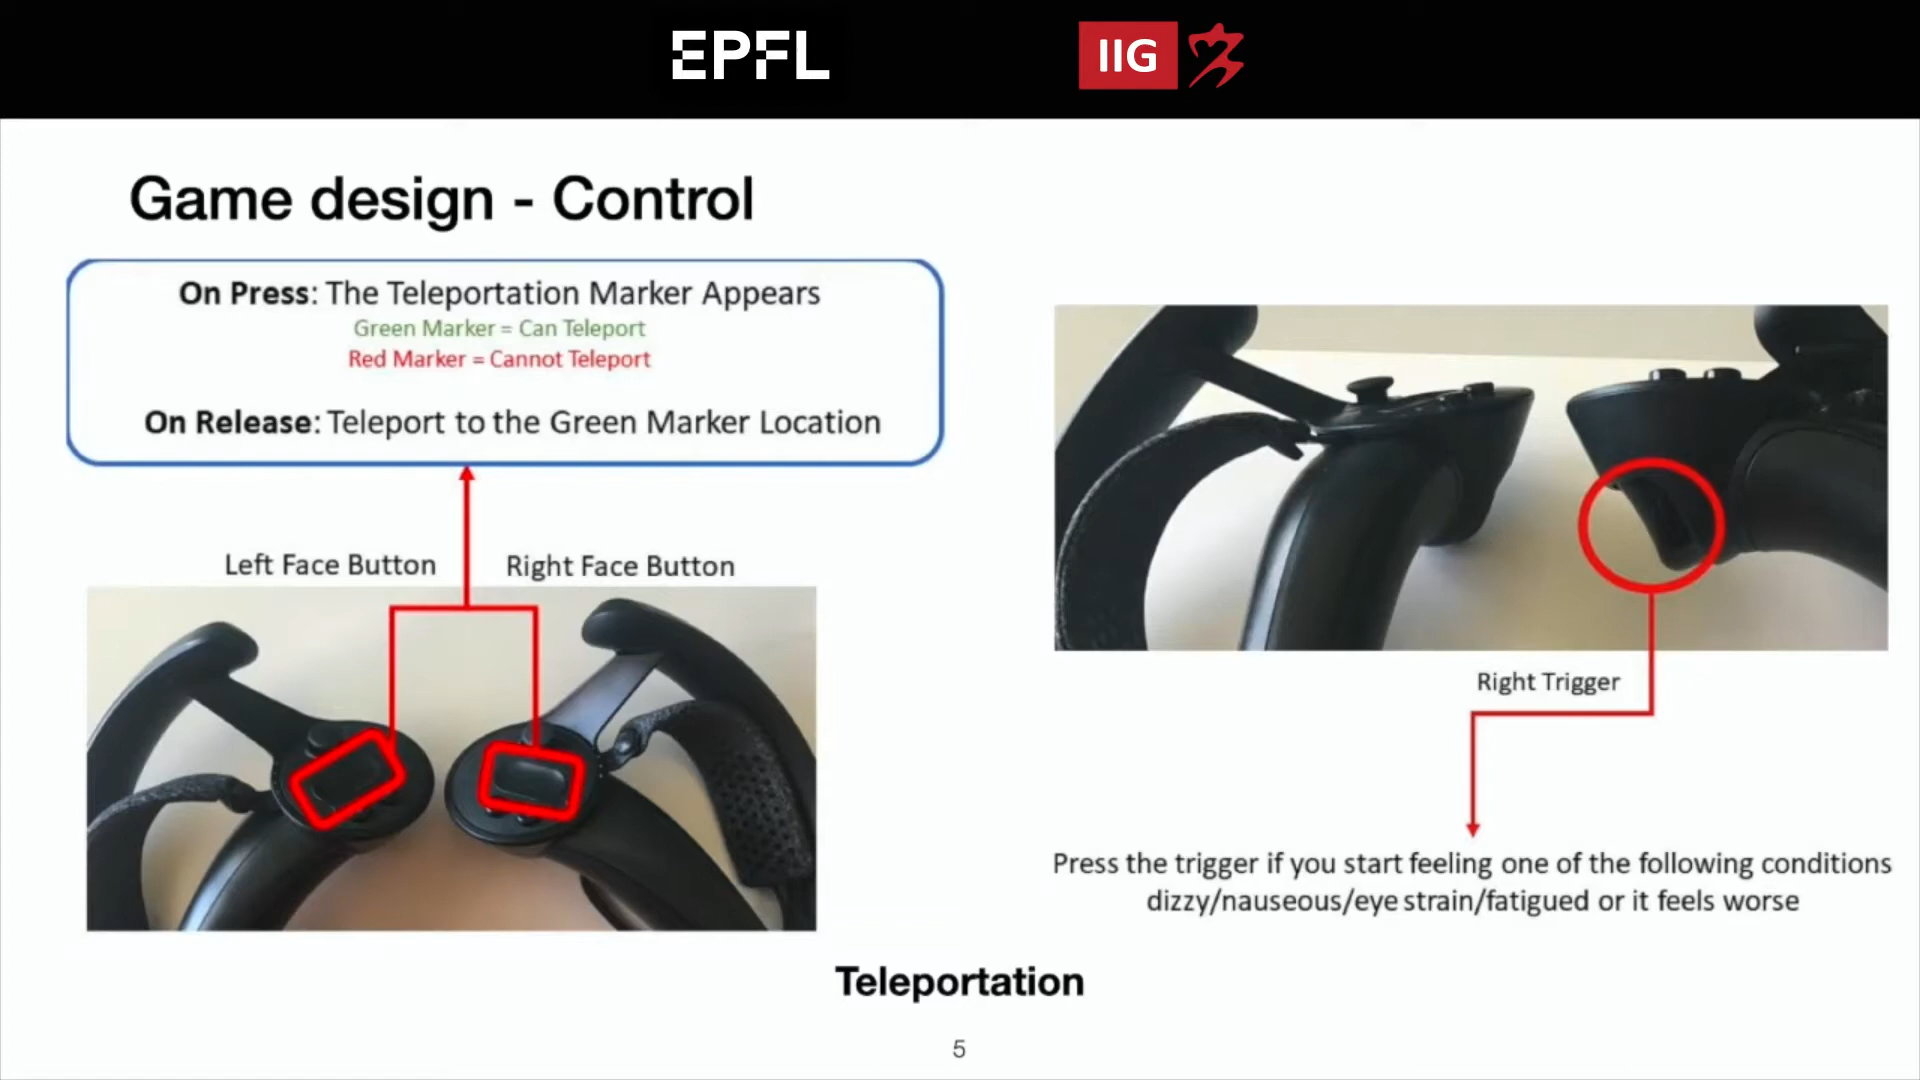 EPFL
IIG
Game design - Control
On Press: The Teleportation Marker Appears
Green Marker = Can Teleport
Red Marker = Cannot Teleport
On Release: Teleport to the Green Marker Location
Left Face Button
Right Face Button
Right Trigger
Press the trigger if you start feeling one of the following conditions
dizzy/nauseous/eye strain/fatigued or it feels worse
Teleportation
5